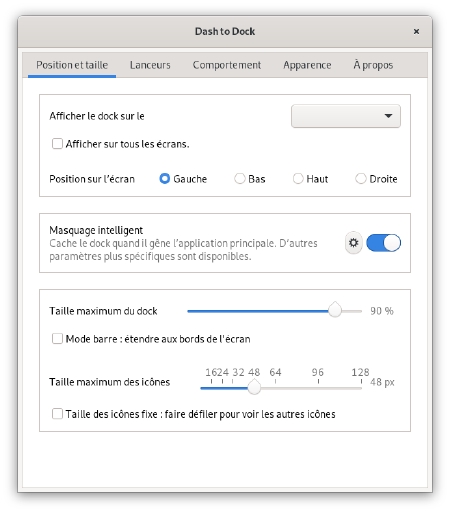 Dash to Dock
Position et taille Lanceurs Comportement Apparence À propos
Afficher le dock sur le
Afficher sur tous les écrans.
Position sur l'écran Gauche Bas Haut Droite
Masquage intelligent
Cache le dock quand il gêne l'application principale. D'autres
paramètres plus spécifiques sont disponibles.
Taille maximum du dock 90 %
Mode barre : étendre aux bords de l'écran
16 24 32 48 64 96 128
Taille maximum des icônes 48 px
Taille des icônes fixe : faire défiler pour voir les autres icônes